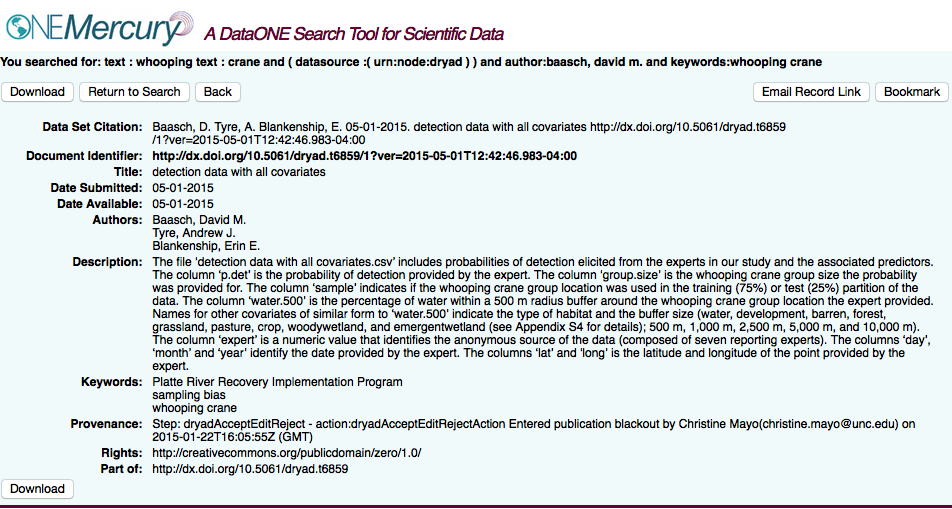 ONEMercury A DataONE Search Tool for Scientific Data
You searched for: text : whooping text : crane and ( datasource :( urn:node:dryad ) ) and author:baasch, david m. and keywords:whooping crane
Download Return to Search Back Email Record Link Bookmark
Data Set Citation: Baasch, D. Tyre, A. Blankenship, E. 05-01-2015. detection data with all covariates http://dx.doi.org/10.5061/dryad.t6859
/1?ver=2015-05-01T12:42:46.983-04:00
Document Identifier: http://dx.doi.org/10.5061/dryad.t6859/1?ver=2015-05-01T12:42:46.983-04:00
Title: detection data with all covariates
Date Submitted: 05-01-2015
Date Available: 05-01-2015
Authors: Baasch, David M.
Tyre, Andrew J.
Blankenship, Erin E.
Description: The file ‘detection data with all covariates.csv’ includes probabilities of detection elicited from the experts in our study and the associated predictors.
The column ‘p.det’ is the probability of detection provided by the expert. The column ‘group.size’ is the whooping crane group size the probability
was provided for. The column ‘sample’ indicates if the whooping crane group location was used in the training (75%) or test (25%) partition of the
data. The column ‘water.500’ is the percentage of water within a 500 m radius buffer around the whooping crane group location the expert provided.
Names for other covariates of similar form to ‘water.500’ indicate the type of habitat and the buffer size (water, development, barren, forest,
grassland, pasture, crop, woodywetland, and emergentwetland (see Appendix S4 for details); 500 m, 1,000 m, 2,500 m, 5,000 m, and 10,000 m).
The column ‘expert’ is a numeric value that identifies the anonymous source of the data (composed of seven reporting experts). The columns ‘day’,
‘month’ and ‘year’ identify the date provided by the expert. The columns ‘lat’ and ‘long’ is the latitude and longitude of the point provided by the
expert.
Keywords: Platte River Recovery Implementation Program
sampling bias
whooping crane
Provenance: Step: dryadAcceptEditReject - action:dryadAcceptEditRejectAction Entered publication blackout by Christine Mayo(christine.mayo@unc.edu) on
2015-01-22T16:05:55Z (GMT)
Rights: http://creativecommons.org/publicdomain/zero/1.0/
Part of: http://dx.doi.org/10.5061/dryad.t6859
Download